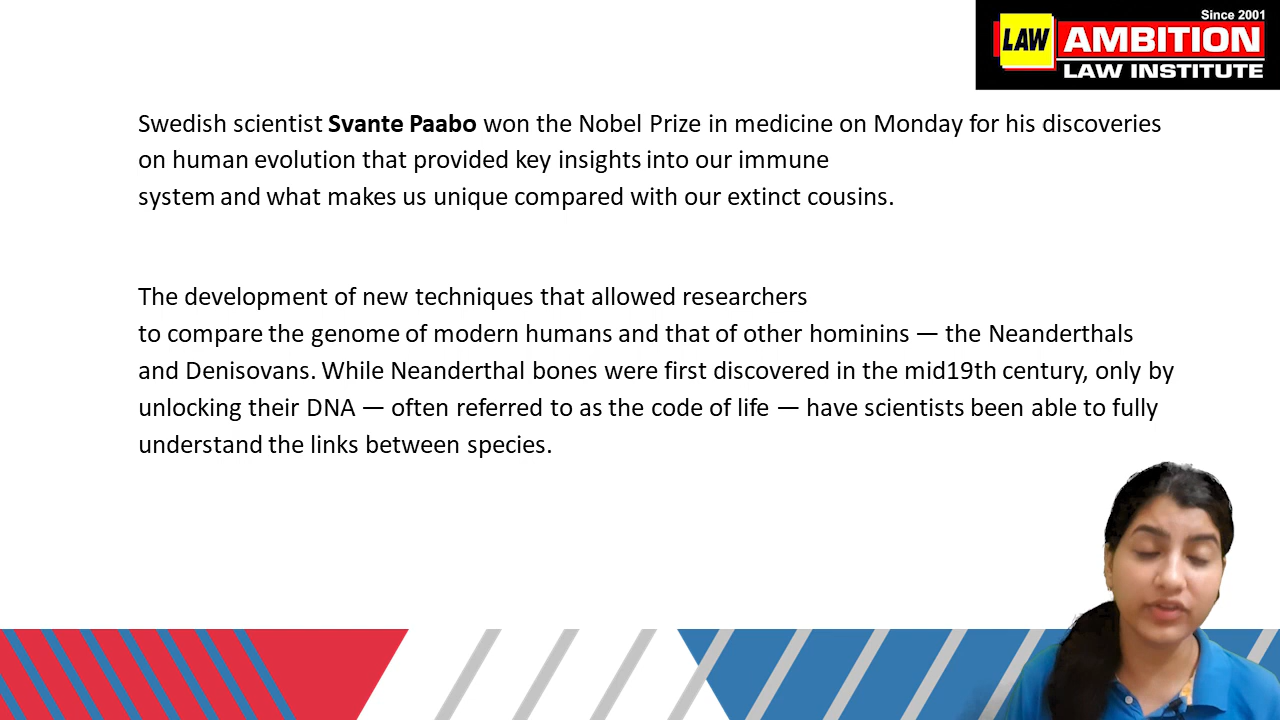 Since 2001
LAW AMBITION
LAW INSTITUTE
Swedish scientist Svante Paabo won the Nobel Prize in medicine on Monday for his discoveries
on human evolution that provided key insights into our immune
system and what makes us unique compared with our extinct cousins.
The development of new techniques that allowed researchers
to compare the genome of modern humans and that of other hominins — the Neanderthals
and Denisovans. While Neanderthal bones were first discovered in the mid19th century, only by
unlocking their DNA — often referred to as the code of life — have scientists been able to fully
understand the links between species.